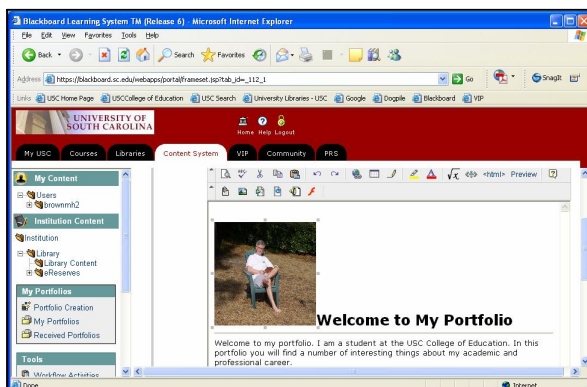 Blackboard Learning System TM (Release 6) - Microsoft Internet Explorer
File Edit View Favorites Tools Help
Back Search Favorites
Address https://blackboard.sc.edu/webapps/portal/frameset.jsp?tab_id=_112_1 Go SnagIt
Links USC Home Page USCCollege of Education USC Search University Libraries - USC Google Dogpile Blackboard VIP
UNIVERSITY OF
SOUTH CAROLINA
Home Help Logout
My USC Courses Libraries Content System VIP Community PRS
My Content
Users
brownmh2
Institution Content
Institution
Library
Library Content
eReserves
My Portfolios
Portfolio Creation
My Portfolios
Received Portfolios
Tools
Workflow Activities
ABC √x <html> Preview
Welcome to My Portfolio
Welcome to my portfolio. I am a student at the USC College of Education. In this
portfolio you will find a number of interesting things about my academic and
professional career.
Done Internet